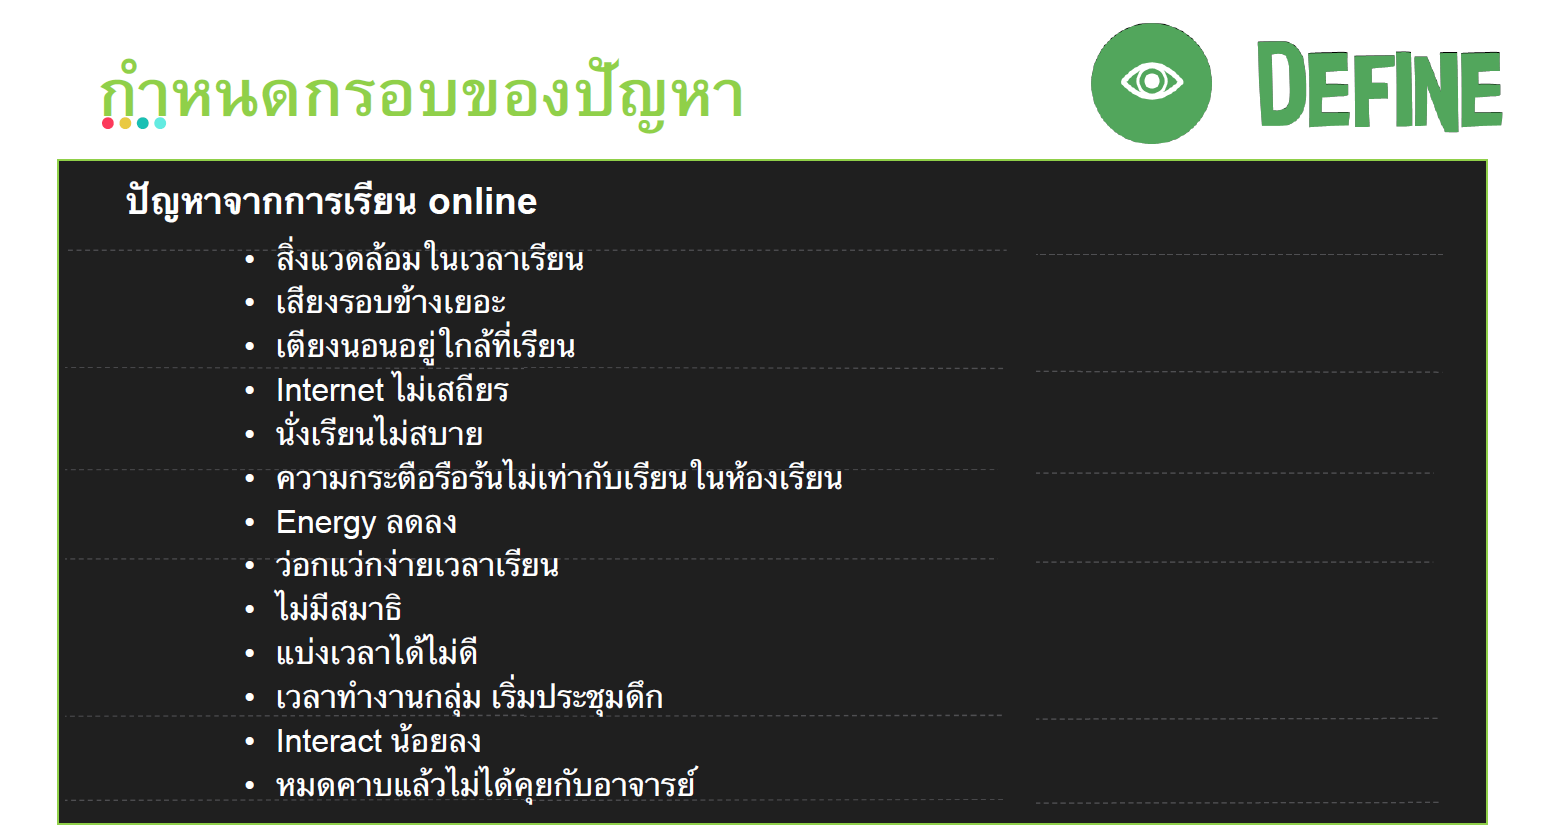 กำหนดกรอบของปัญหา
DEFINE
ปัญหาจากการเรียน online
• สิ่งแวดล้อมในเวลาเรียน
• เสียงรอบข้างเยอะ
• เตียงนอนอยู่ใกล้ที่เรียน
• Internet ไม่เสถียร
• นั่งเรียนไม่สบาย
• ความกระตือรือร้นไม่เท่ากับเรียนในห้องเรียน
• Energy ลดลง
• ว่อกแว่กง่ายเวลาเรียน
• ไม่มีสมาธิ
• แบ่งเวลาได้ไม่ดี
• เวลาทำงานกลุ่ม เริ่มประชุมดึก
• Interact น้อยลง
• หมดคาบแล้วไม่ได้คุยกับอาจารย์